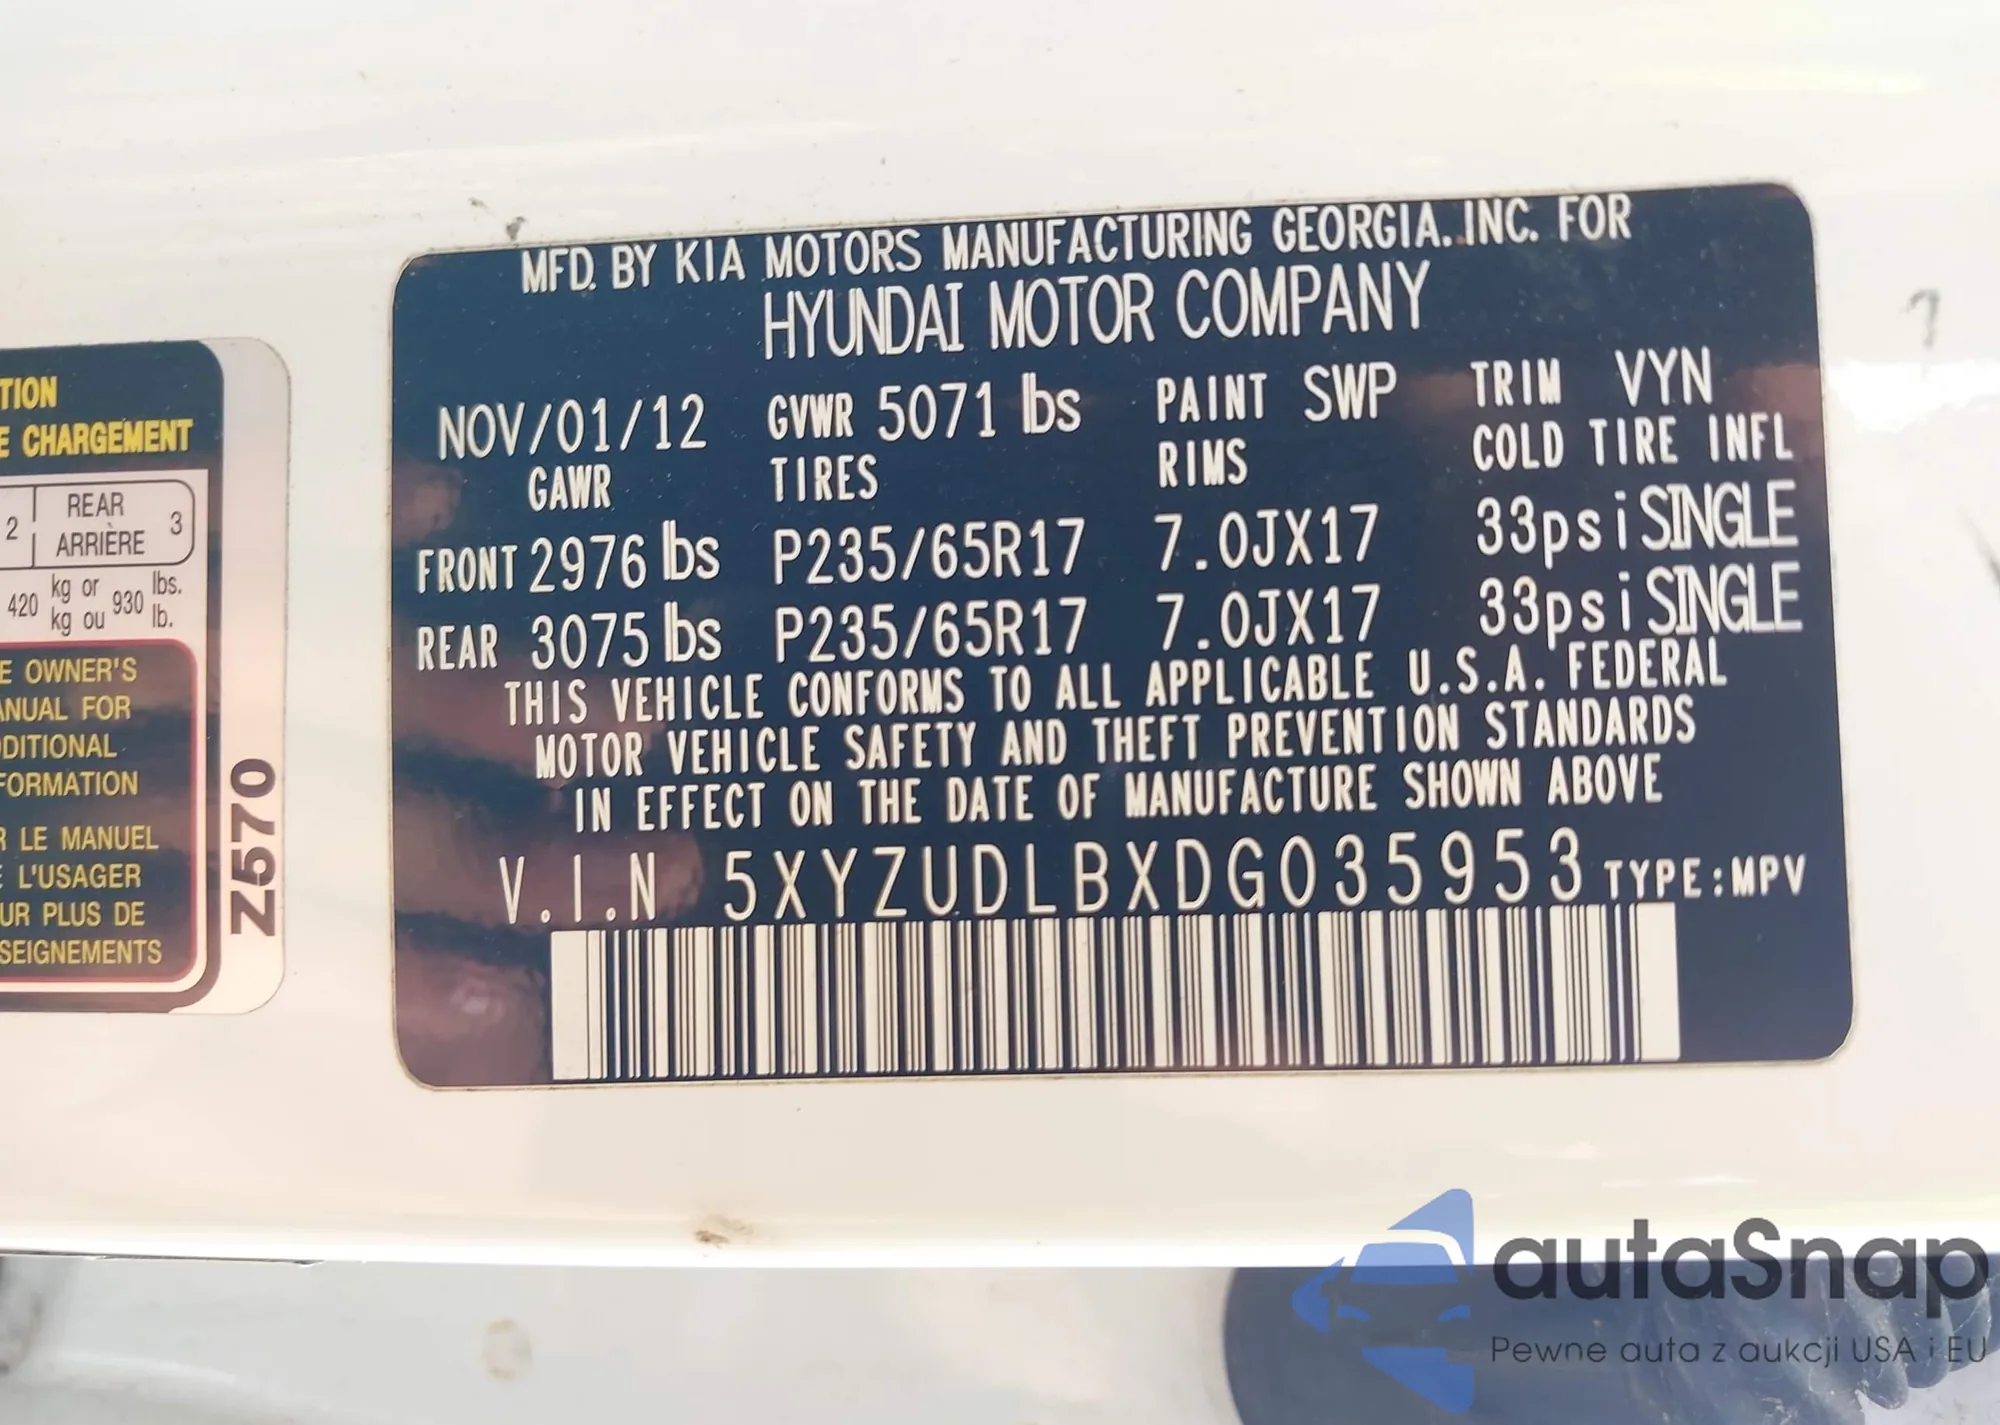 MFD. BY KIA MOTORS MANUFACTURING GEORGIA. INC. FOR
HYUNDAI MOTOR COMPANY
NOV/01/12 GVWR 5071 lbs PAINT SWP TRIM VYN
GAWR TIRES RIMS COLD TIRE INFL
FRONT 2976 lbs P235/65R17 7.0JX17 33psi SINGLE
REAR 3075 lbs P235/65R17 7.0JX17 33psi SINGLE
THIS VEHICLE CONFORMS TO ALL APPLICABLE U.S.A. FEDERAL
MOTOR VEHICLE SAFETY AND THEFT PREVENTION STANDARDS
IN EFFECT ON THE DATE OF MANUFACTURE SHOWN ABOVE
V.I.N 5XYZUDLBXDG035953 TYPE:MPV
TION
E CHARGEMENT
2 REAR 3
ARRIÈRE
420 kg or 930 lbs.
kg ou lb.
E OWNER'S
ANUAL FOR
DDITIONAL
FORMATION
R LE MANUEL
E L'USAGER
UR PLUS DE
SEIGNEMENTS
Z570
autaSnap
Pewne auta z aukcji USA i EU